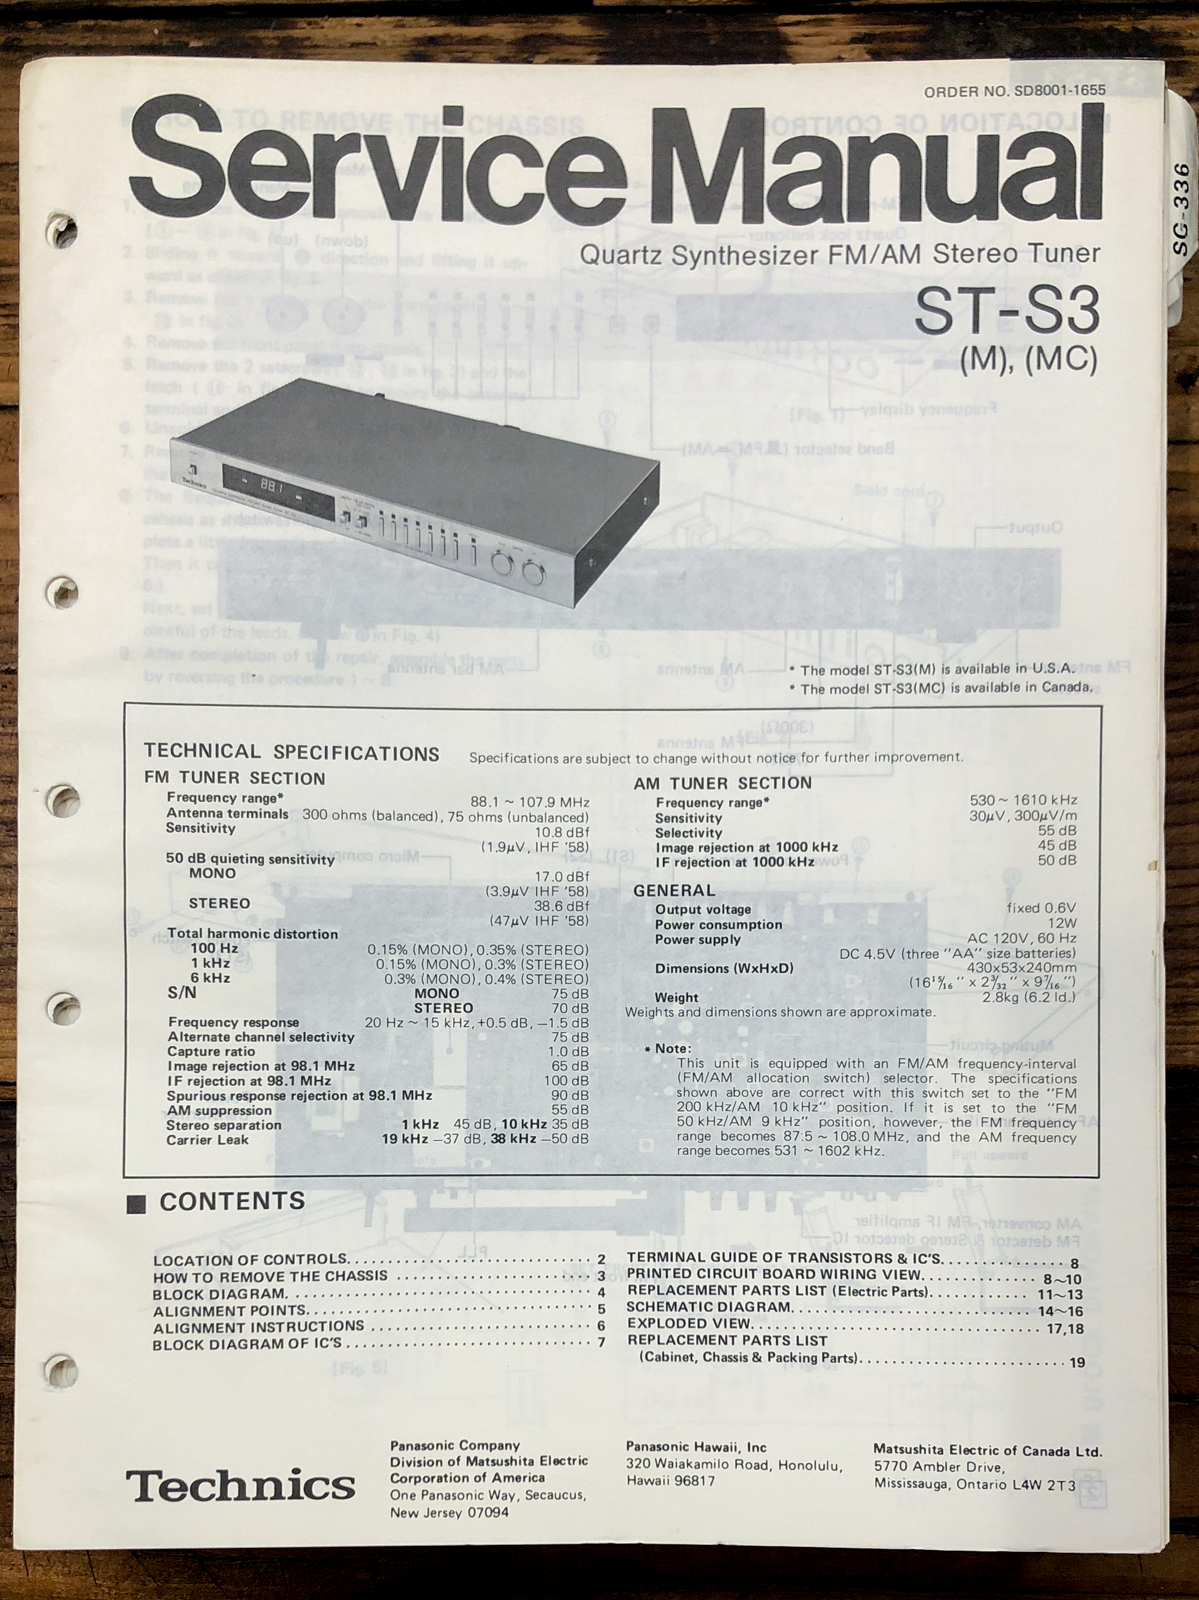 ORDER NO. SD8001-1655
Service Manual
SG-336
Quartz Synthesizer FM/AM Stereo Tuner
ST-S3
(M), (MC)
Technics
88.1
* The model ST-S3(M) is available in U.S.A.
* The model ST-S3(MC) is available in Canada.
TECHNICAL SPECIFICATIONS Specifications are subject to change without notice for further improvement.
FM TUNER SECTION
Frequency range* 88.1 ~ 107.9 MHz
Antenna terminals 300 ohms (balanced), 75 ohms (unbalanced)
Sensitivity 10.8 dBf
(1.9μV, IHF '58)
50 dB quieting sensitivity
MONO 17.0 dBf
(3.9μV IHF '58)
STEREO 38.6dBf
(47μV IHF '58)
Total harmonic distortion
100 Hz 0.15% (MONO), 0.35% (STEREO)
1 kHz 0.15% (MONO), 0.3% (STEREO)
6 kHz 0.3% (MONO), 0.4% (STEREO)
S/N MONO 75 dB
STEREO 70 dB
Frequency response 20 Hz ~ 15 kHz, +0.5 dB, −1.5 dB
Alternate channel selectivity 75 dB
Capture ratio 1.0 dB
Image rejection at 98.1 MHz 65 dB
IF rejection at 98.1 MHz 100 dB
Spurious response rejection at 98.1 MHz 90 dB
AM suppression 55 dB
Stereo separation 1 kHz 45 dB, 10 kHz 35 dB
Carrier Leak 19 kHz −37 dB, 38 kHz −50 dB
AM TUNER SECTION
Frequency range* 530 ~ 1610 kHz
Sensitivity 30μV, 300μV/m
Selectivity 55 dB
Image rejection at 1000 kHz 45 dB
IF rejection at 1000 kHz 50 dB
GENERAL
Output voltage fixed 0.6V
Power consumption 12W
Power supply AC 120V, 60 Hz
DC 4.5V (three "AA" size batteries)
Dimensions (WxHxD) 430x53x240mm
(16 15/16 " x 2 3/32 " x 9 7/16 ")
Weight 2.8kg (6.2 ld.)
Weights and dimensions shown are approximate.
* Note:
This unit is equipped with an FM/AM frequency-interval
(FM/AM allocation switch) selector. The specifications
shown above are correct with this switch set to the "FM
200 kHz/AM 10 kHz" position. If it is set to the "FM
50 kHz/AM 9 kHz" position, however, the FM frequency
range becomes 87.5 ~ 108.0 MHz, and the AM frequency
range becomes 531 ~ 1602 kHz.
■ CONTENTS
LOCATION OF CONTROLS. . . . . . . . . . . . . . . . . . . . . . . . . . . 2
HOW TO REMOVE THE CHASSIS . . . . . . . . . . . . . . . . . . . . . 3
BLOCK DIAGRAM. . . . . . . . . . . . . . . . . . . . . . . . . . . . . . . . . 4
ALIGNMENT POINTS. . . . . . . . . . . . . . . . . . . . . . . . . . . . . . 5
ALIGNMENT INSTRUCTIONS . . . . . . . . . . . . . . . . . . . . . . . . 6
BLOCK DIAGRAM OF IC'S . . . . . . . . . . . . . . . . . . . . . . . . . . 7
TERMINAL GUIDE OF TRANSISTORS & IC'S. . . . . . . . . . . . . . 8
PRINTED CIRCUIT BOARD WIRING VIEW. . . . . . . . . . . . 8~10
REPLACEMENT PARTS LIST (Electric Parts). . . . . . . . . . . . 11~13
SCHEMATIC DIAGRAM. . . . . . . . . . . . . . . . . . . . . . . . . . 14~16
EXPLODED VIEW. . . . . . . . . . . . . . . . . . . . . . . . . . . . . . . 17,18
REPLACEMENT PARTS LIST
(Cabinet, Chassis & Packing Parts). . . . . . . . . . . . . . . . . . . . . . . 19
Technics
Panasonic Company
Division of Matsushita Electric
Corporation of America
One Panasonic Way, Secaucus,
New Jersey 07094
Panasonic Hawaii, Inc
320 Waiakamilo Road, Honolulu,
Hawaii 96817
Matsushita Electric of Canada Ltd.
5770 Ambler Drive,
Mississauga, Ontario L4W 2T3